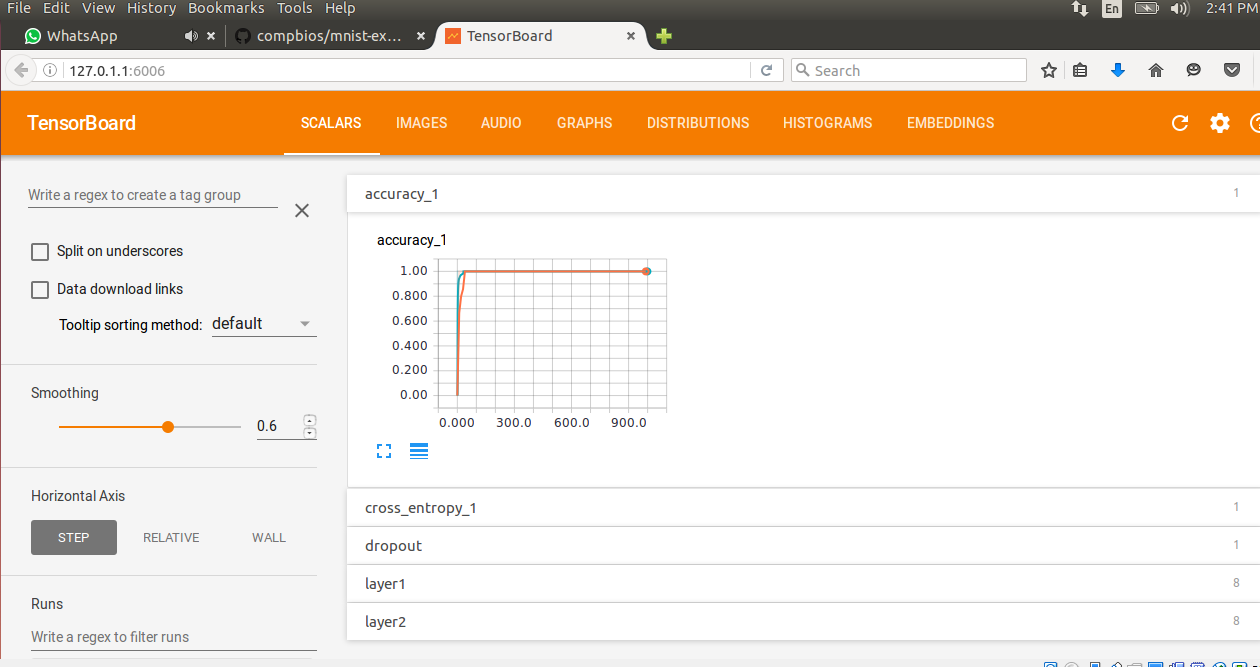 File Edit View History Bookmarks Tools Help En 2:41 PM
WhatsApp compbios/mnist-ex... TensorBoard
127.0.1.1:6006 Search
TensorBoard SCALARS IMAGES AUDIO GRAPHS DISTRIBUTIONS HISTOGRAMS EMBEDDINGS
Write a regex to create a tag group
Split on underscores
Data download links
Tooltip sorting method: default
Smoothing
0.6
Horizontal Axis
STEP RELATIVE WALL
Runs
Write a regex to filter runs
accuracy_1 1
accuracy_1
1.00
0.800
0.600
0.400
0.200
0.00
0.000 300.0 600.0 900.0
cross_entropy_1 1
dropout 1
layer1 8
layer2 8